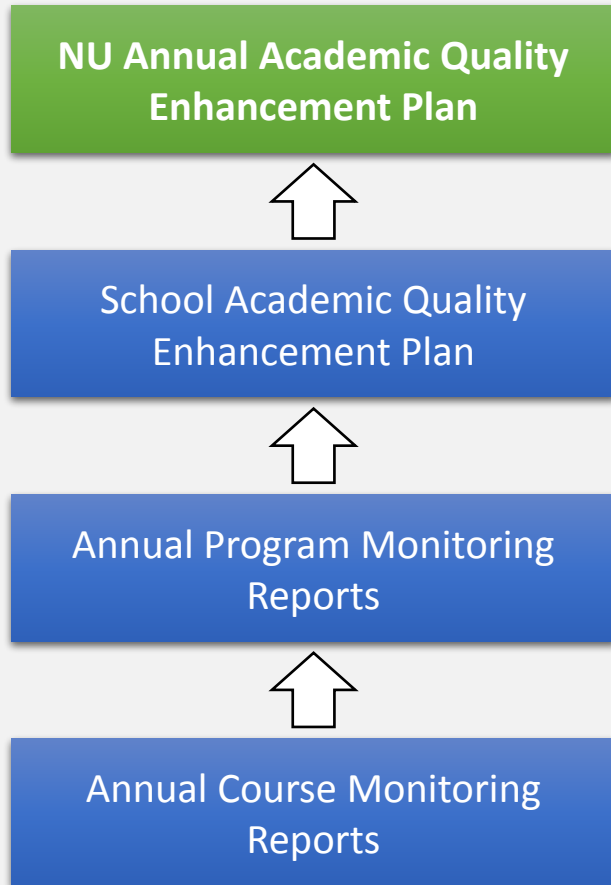 NU Annual Academic Quality
Enhancement Plan
School Academic Quality
Enhancement Plan
Annual Program Monitoring
Reports
Annual Course Monitoring
Reports